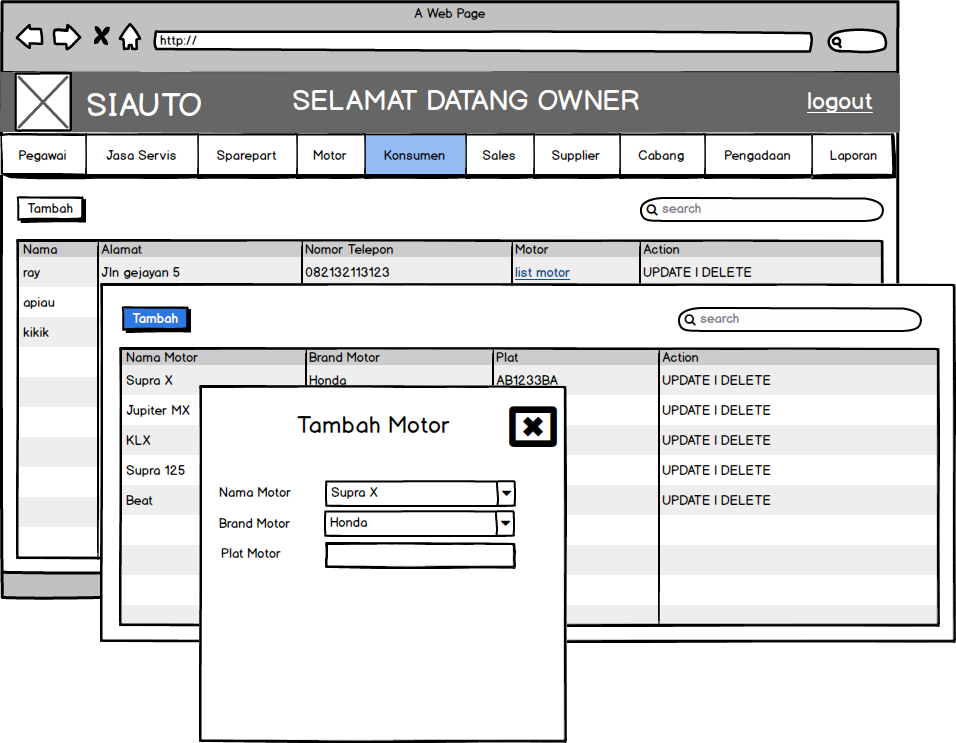 A Web Page
http://
SIAUTO SELAMAT DATANG OWNER logout
Pegawai Jasa Servis Sparepart Motor Konsumen Sales Supplier Cabang Pengadaan Laporan
Tambah search
Nama Alamat Nomor Telepon Motor Action
ray Jln gejayan 5 082132113123 list motor UPDATE | DELETE
apiau
kikik
Tambah search
Nama Motor Brand Motor Plat Action
Supra X Honda AB1233BA UPDATE | DELETE
Jupiter MX UPDATE | DELETE
KLX UPDATE | DELETE
Supra 125 UPDATE | DELETE
Beat UPDATE | DELETE
Tambah Motor
Nama Motor Supra X
Brand Motor Honda
Plat Motor